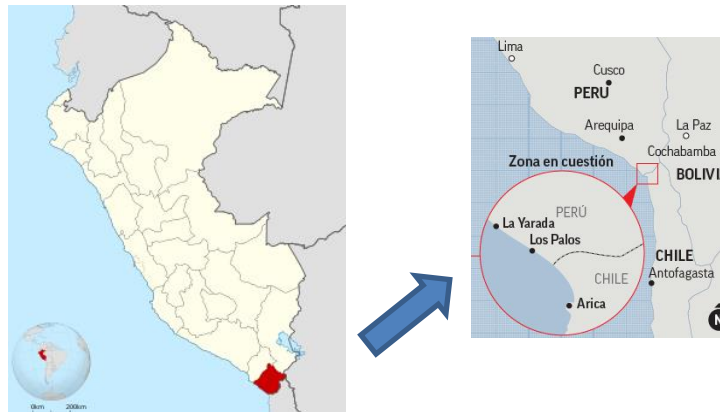 0km 200km
Lima
Cusco
PERÚ
Arequipa
La Paz
Cochabamba
Zona en cuestión
BOLIVI
PERÚ
La Yarada
Los Palos
CHILE
CHILE
Antofagasta
Arica
N